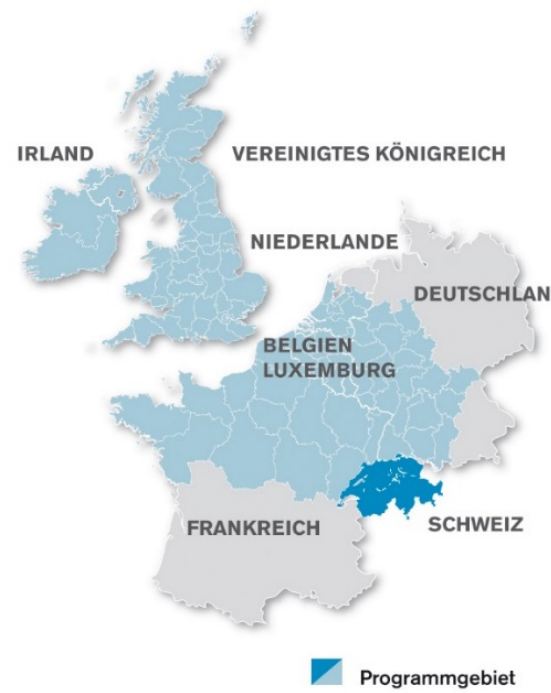 IRLAND
VEREINIGTES KÖNIGREICH
NIEDERLANDE
DEUTSCHLAN
BELGIEN
LUXEMBURG
FRANKREICH
SCHWEIZ
Programmgebiet